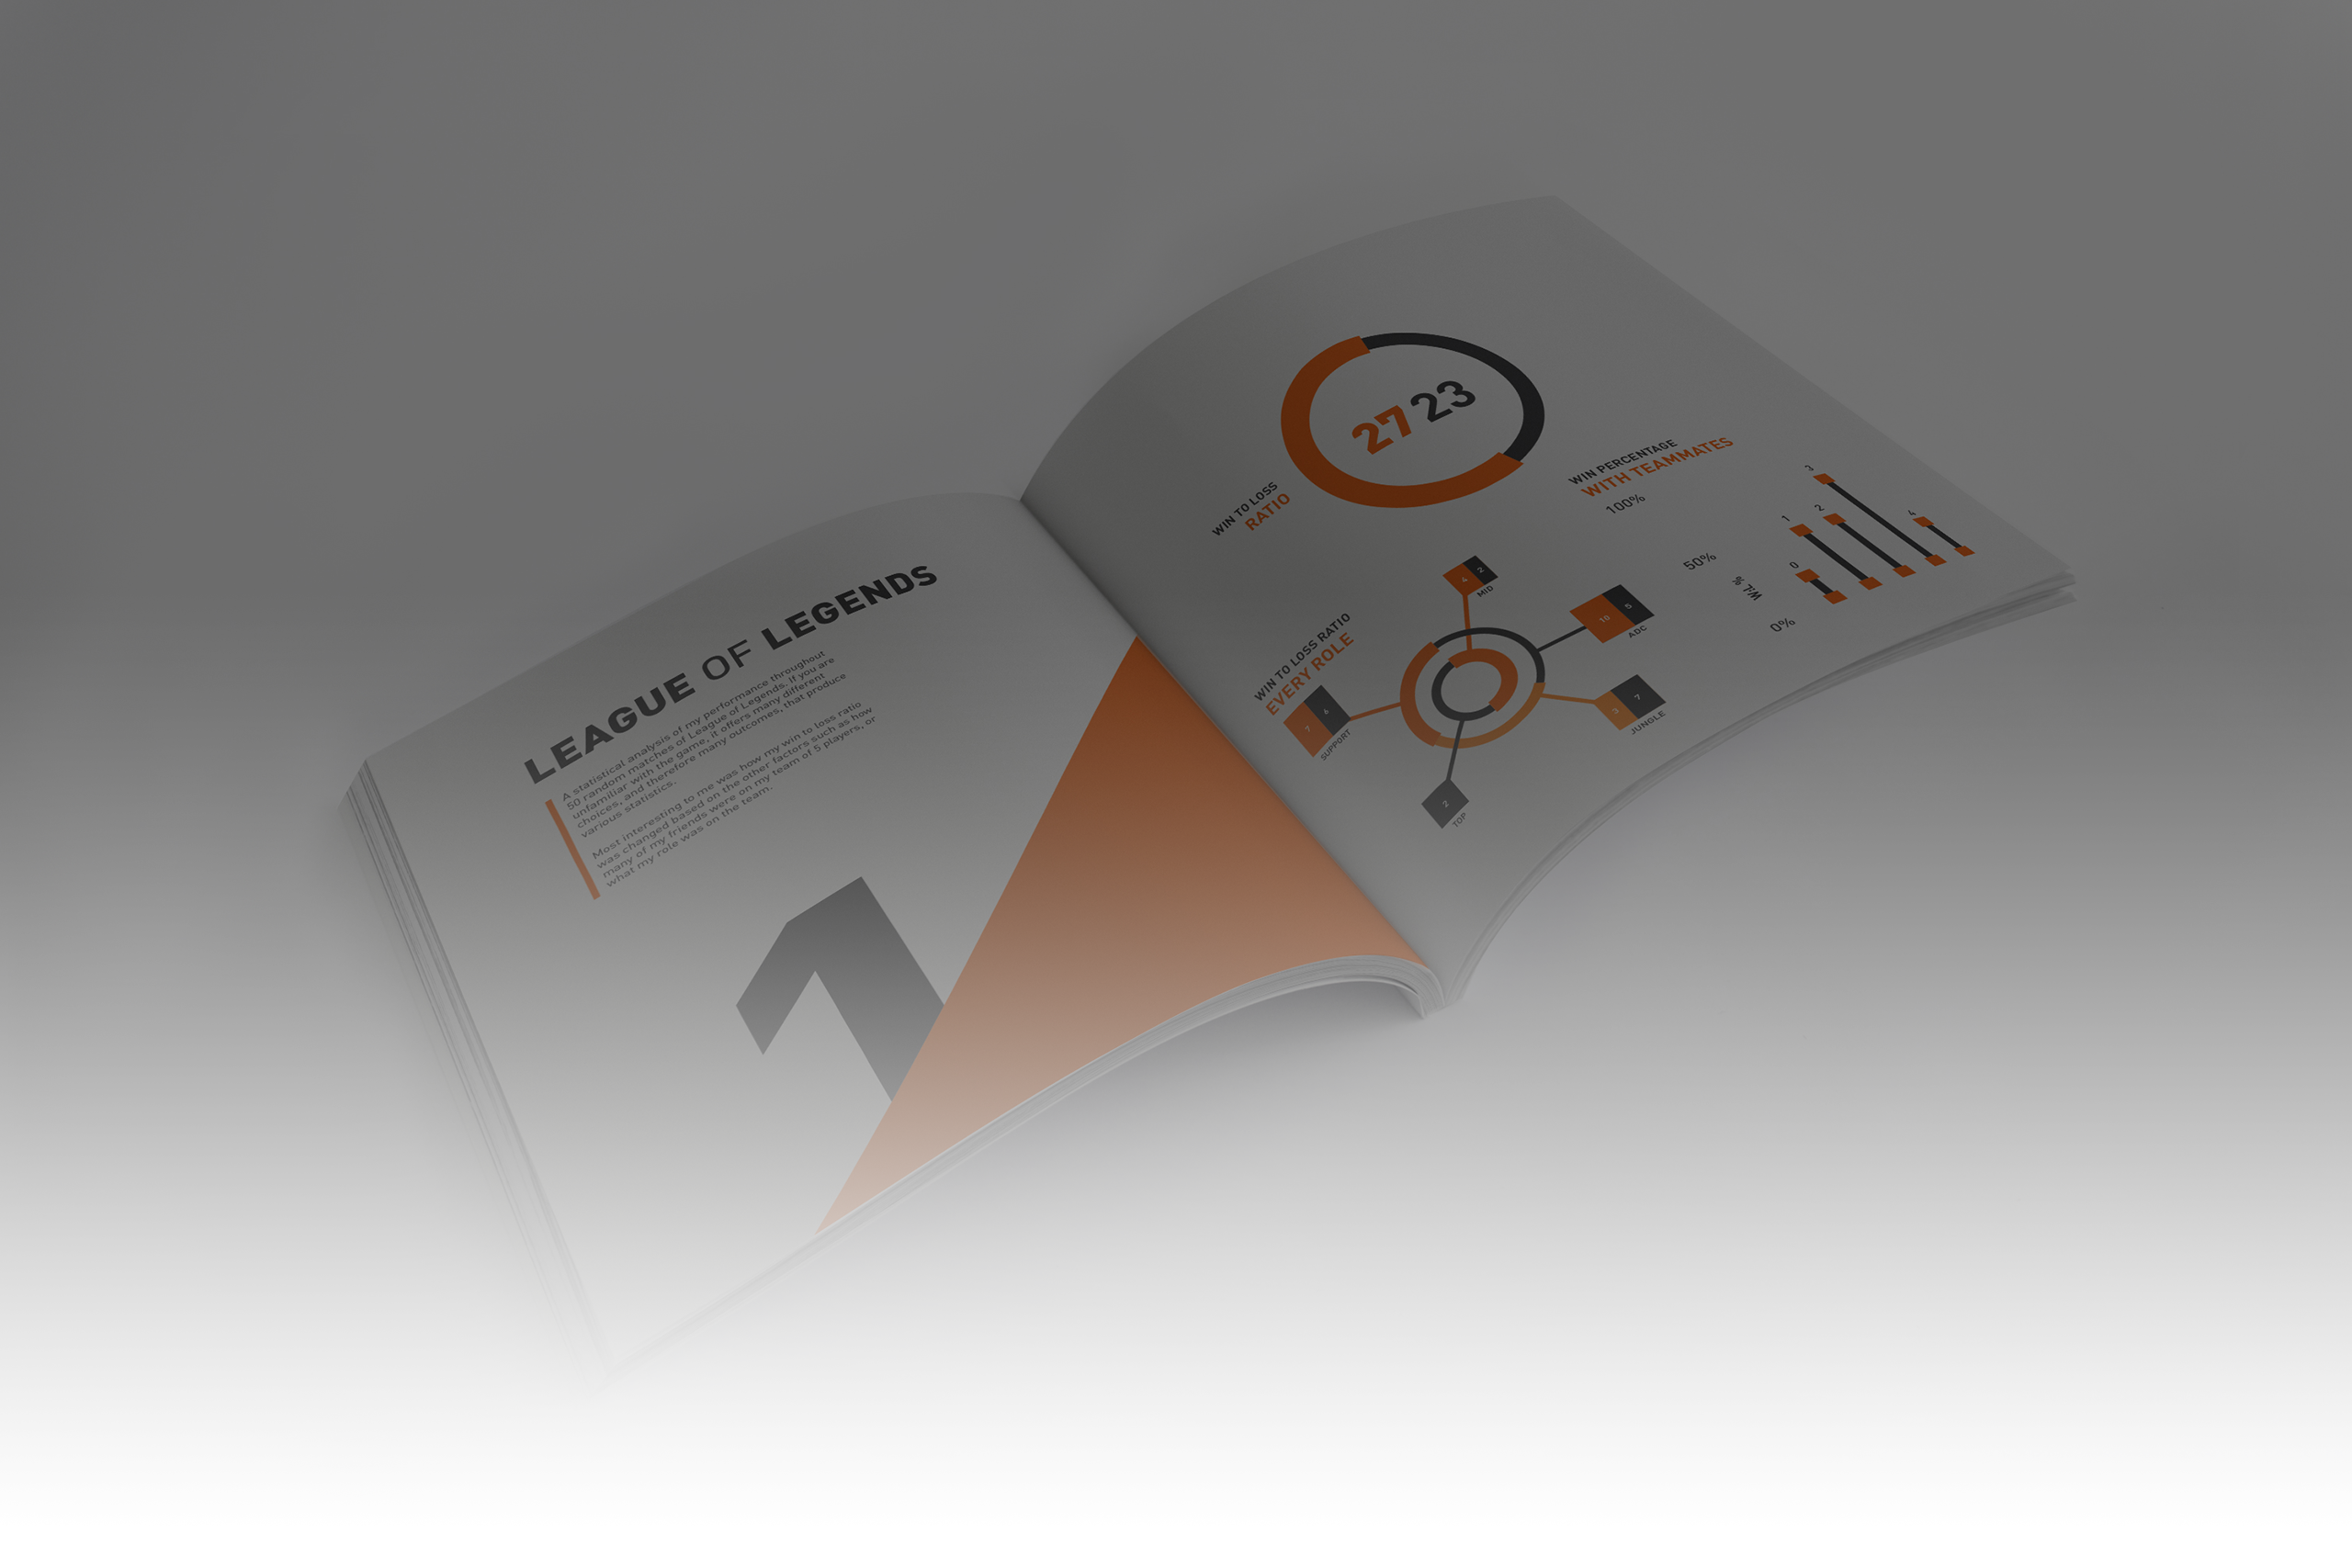 LEAGUE OF LEGENDS
A statistical analysis of my performance throughout
50 random matches of League of Legends. If you are
unfamiliar with the game, it offers many different
choices, and therefore many outcomes, that produce
various statistics.
Most interesting to me was how my win to loss ratio
was changed based on the other factors such as how
many of my friends were on my team of 5 players, or
what my role was on the team.
1
27 23
WIN TO LOSS
RATIO
WIN PERCENTAGE
WITH TEAMMATES
100%
50%
0%
W/L %
0
1
2
3
4
WIN TO LOSS RATIO
EVERY ROLE
4 2
MID
10 5
ADC
3 7
JUNGLE
2
TOP
7 6
SUPPORT